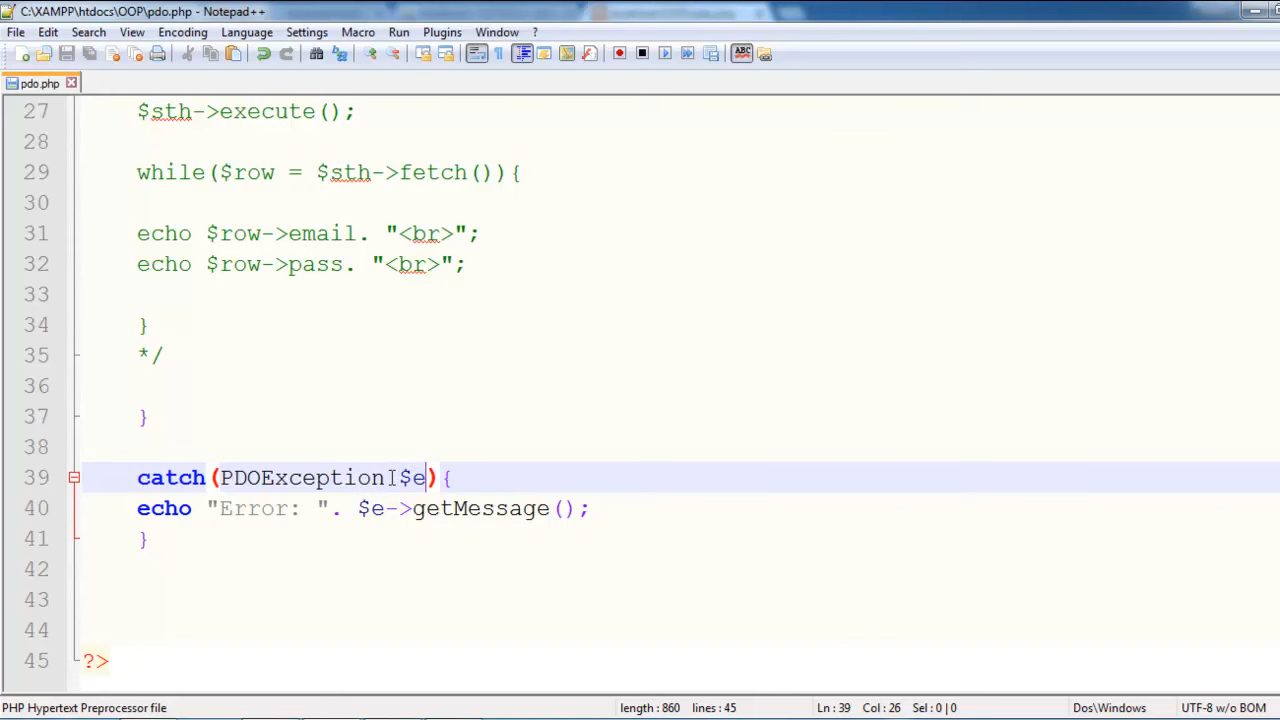 C:\XAMPP\htdocs\OOP\pdo.php - Notepad++
File Edit Search View Encoding Language Settings Macro Run Plugins Window ?
ABC
pdo.php
27 $sth->execute();
28
29 while($row = $sth->fetch()){
30
31 echo $row->email. "<br>";
32 echo $row->pass. "<br>";
33
34 }
35 */
36
37 }
38
39 catch(PDOException $e){
40 echo "Error: ". $e->getMessage();
41 }
42
43
44
45 ?>
PHP Hypertext Preprocessor file length : 860 lines : 45 Ln : 39 Col : 26 Sel : 0 | 0 Dos\Windows UTF-8 w/o BOM